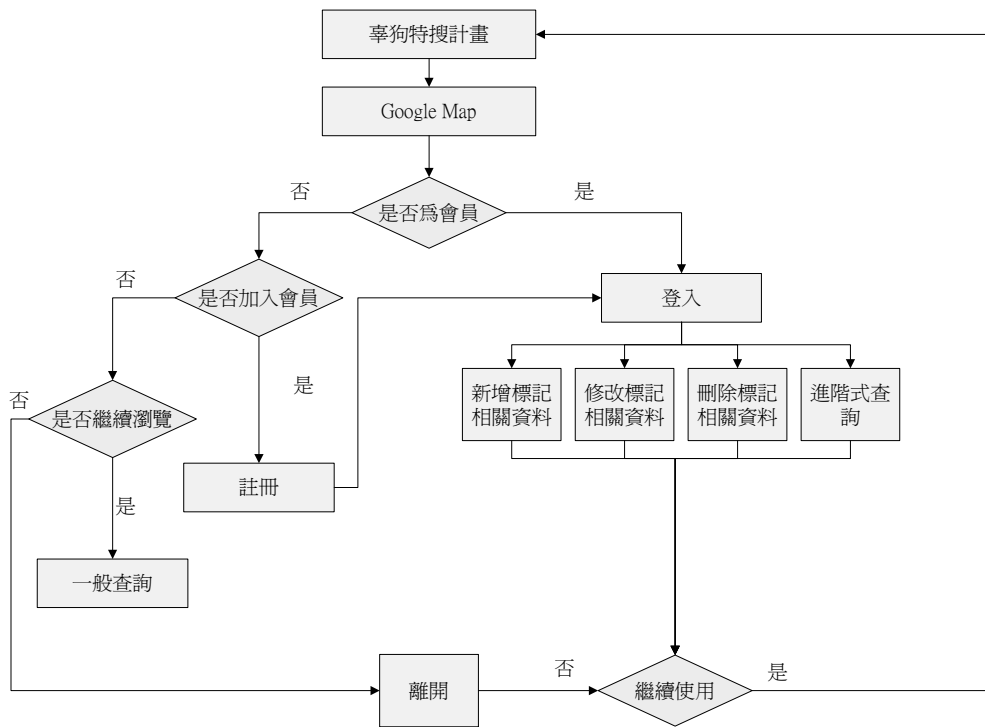 辜狗特搜計畫
Google Map
否
是
是否爲會員
否
是否加入會員
登入
否
是
新增標記
相關資料
修改標記
相關資料
刪除標記
相關資料
進階式查
詢
是否繼續瀏覽
註冊
是
一般查詢
離開
否
繼續使用
是